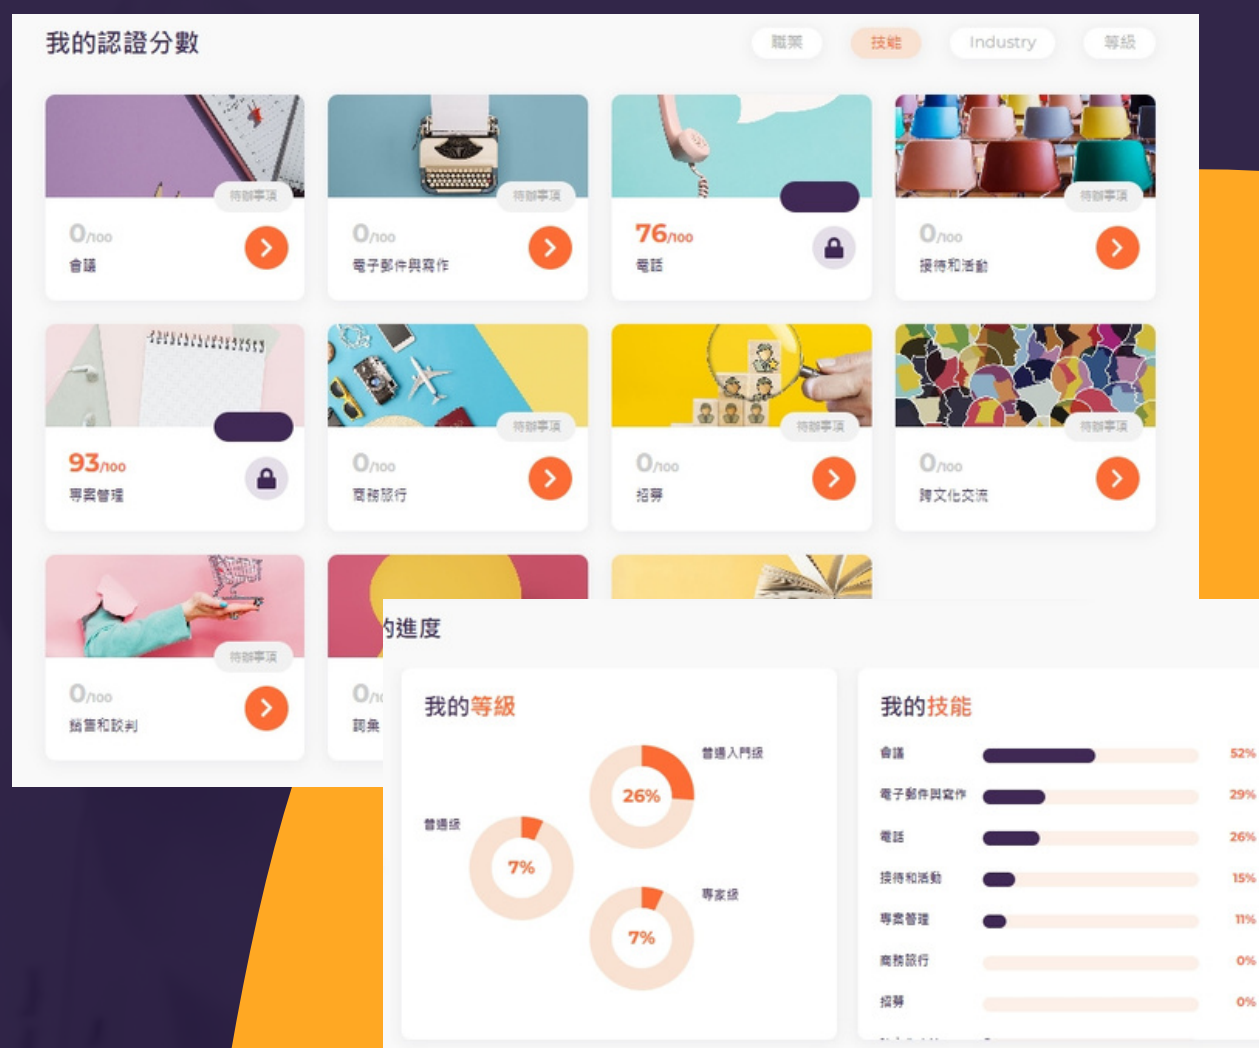 我的認證分數
職業
技能
Industry
等級
待辦事項
0/100
會議
待辦事項
0/100
電子郵件與寫作
76/100
電話
待辦事項
0/100
接待和活動
93/100
專案管理
待辦事項
0/100
商務旅行
待辦事項
0/100
招募
待辦事項
0/100
跨文化交流
待辦事項
0/100
銷售和談判
詞彙
的進度
我的等級
普通入門級
26%
普通級
7%
專家級
7%
我的技能
會議 52%
電子郵件與寫作 29%
電話 26%
接待和活動 15%
專案管理 11%
商務旅行 0%
招募 0%